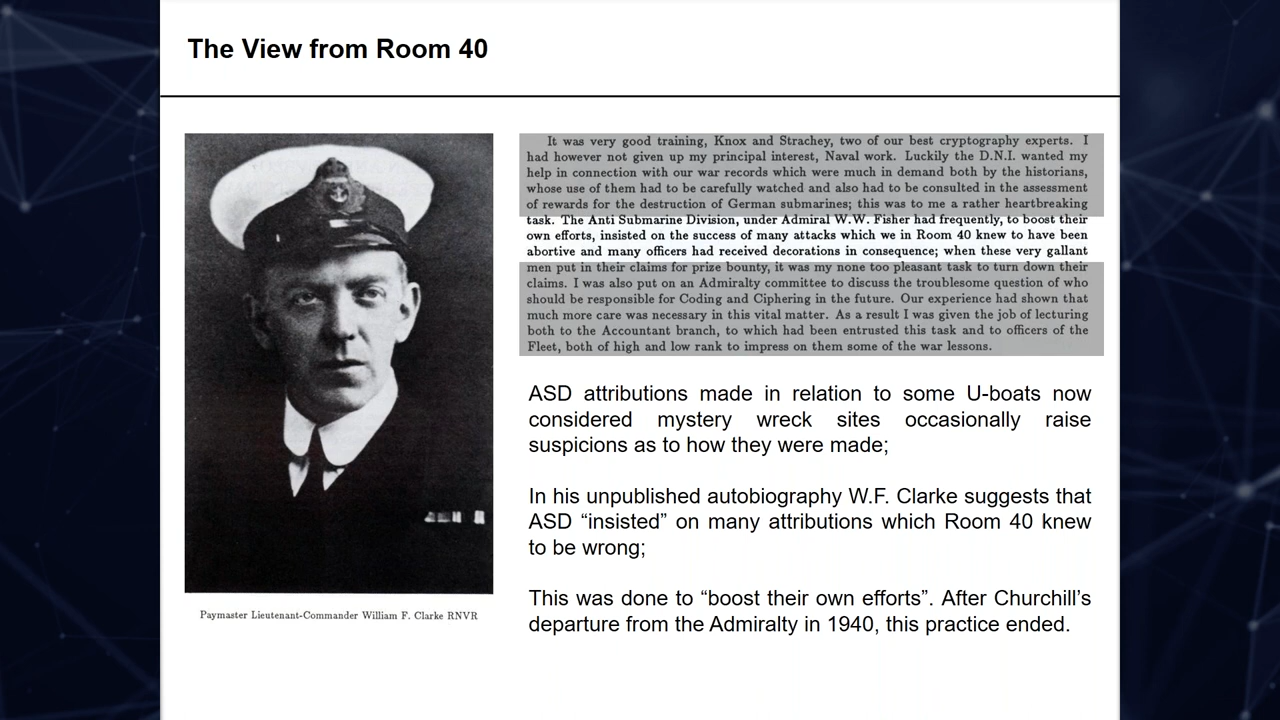 The View from Room 40
It was very good training, Knox and Strachey, two of our best cryptography experts. I
had however not given up my principal interest, Naval work. Luckily the D.N.I. wanted my
help in connection with our war records which were much in demand both by the historians,
whose use of them had to be carefully watched and also had to be consulted in the assessment
of rewards for the destruction of German submarines; this was to me a rather heartbreaking
task. The Anti Submarine Division, under Admiral W.W. Fisher had frequently, to boost their
own efforts, insisted on the success of many attacks which we in Room 40 knew to have been
abortive and many officers had received decorations in consequence; when these very gallant
men put in their claims for prize bounty, it was my none too pleasant task to turn down their
claims. I was also put on an Admiralty committee to discuss the troublesome question of who
should be responsible for Coding and Ciphering in the future. Our experience had shown that
much more care was necessary in this vital matter. As a result I was given the job of lecturing
both to the Accountant branch, to which had been entrusted this task and to officers of the
Fleet, both of high and low rank to impress on them some of the war lessons.
ASD attributions made in relation to some U-boats now
considered mystery wreck sites occasionally raise
suspicions as to how they were made;
In his unpublished autobiography W.F. Clarke suggests that
ASD “insisted” on many attributions which Room 40 knew
to be wrong;
This was done to “boost their own efforts”. After Churchill’s
departure from the Admiralty in 1940, this practice ended.
Paymaster Lieutenant-Commander William F. Clarke RNVR